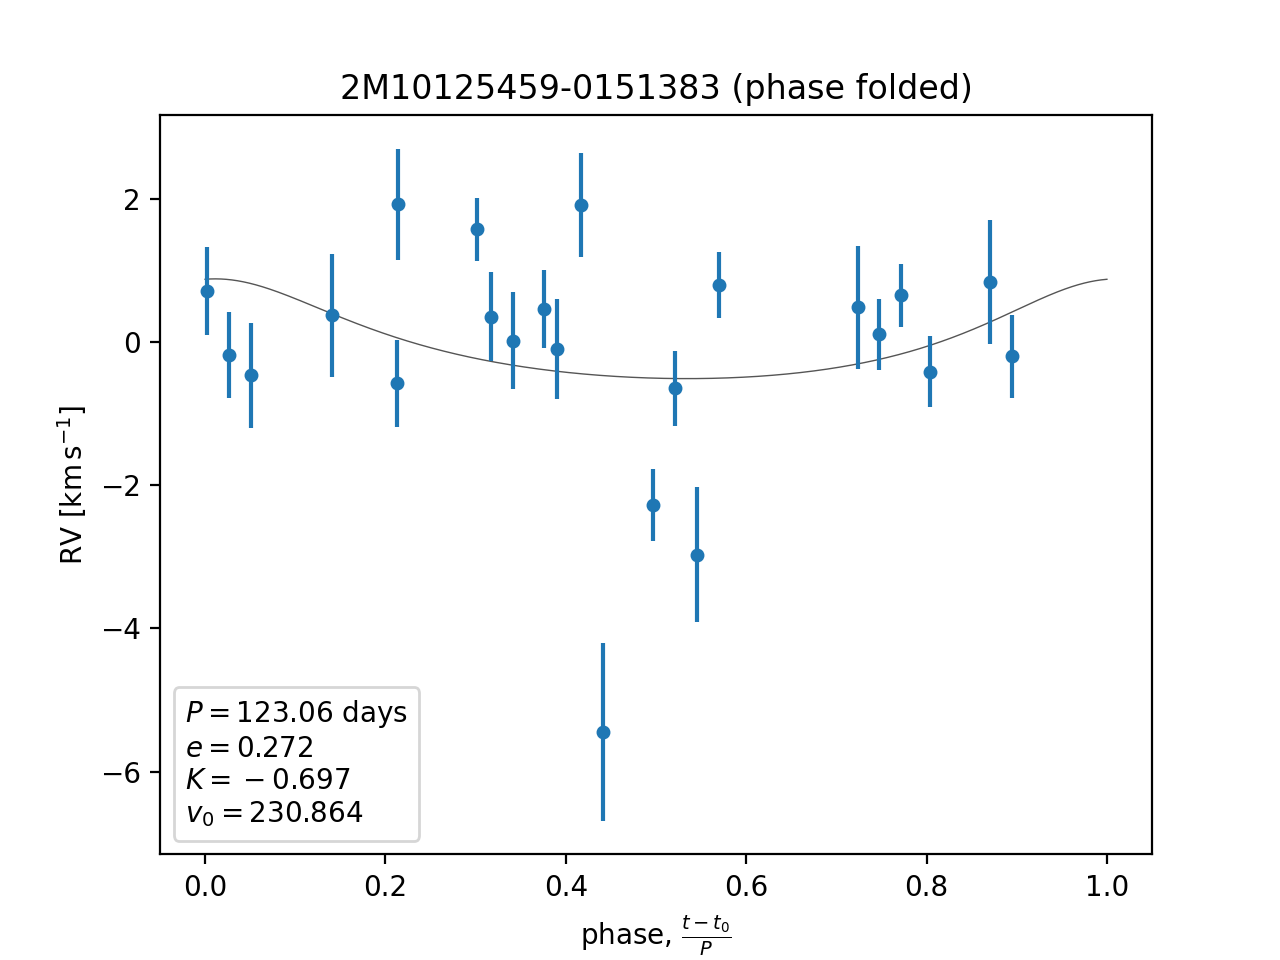 2M10125459-0151383 (phase folded)
RV [km s⁻¹]
2
0
−2
−4
−6
P = 123.06 days
e = 0.272
K = −0.697
v₀ = 230.864
0.0 0.2 0.4 0.6 0.8 1.0
phase, (t − t₀)/P